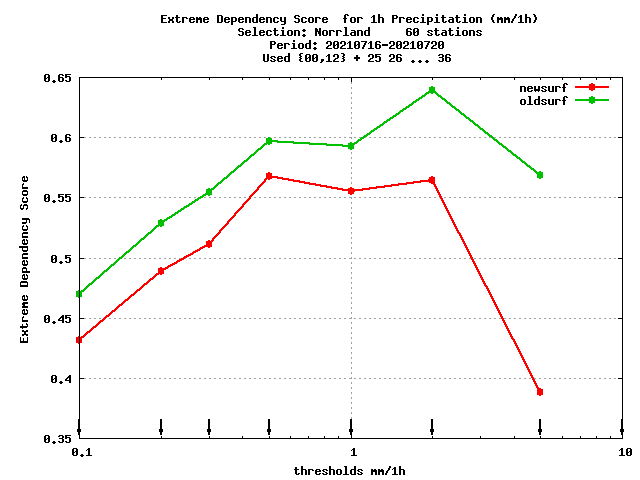 Extreme Dependency Score  for 1h Precipitation (mm/1h)
Selection: Norrland     60 stations
Period: 20210716-20210720
Used {00,12} + 25 26 ... 36
newsurf
oldsurf
0.65
0.6
0.55
0.5
0.45
0.4
0.35
Extreme Dependency Score
0.1 1 10
thresholds mm/1h